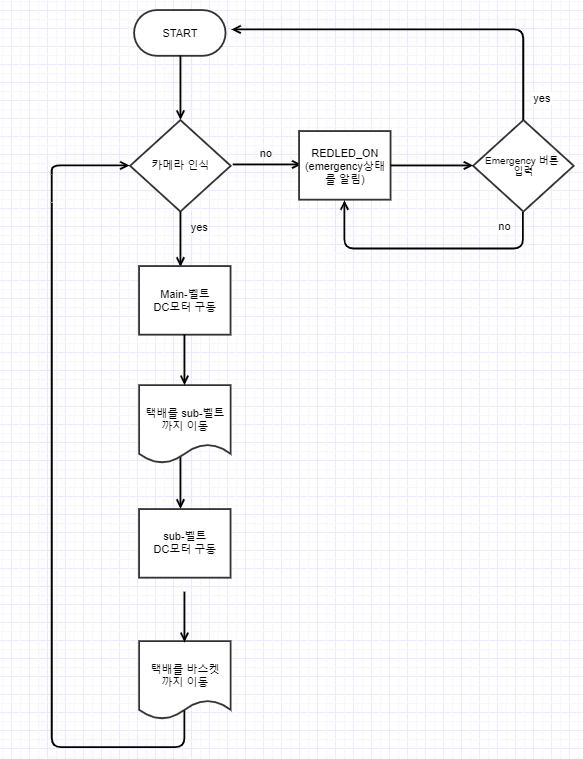 START
yes
카메라 인식
no
REDLED_ON
(emergency상태
를 알림)
Emergency 버튼
입력
yes
no
Main-벨트
DC모터 구동
택배를 sub-벨트
까지 이동
sub-벨트
DC모터 구동
택배를 바스켓
까지 이동